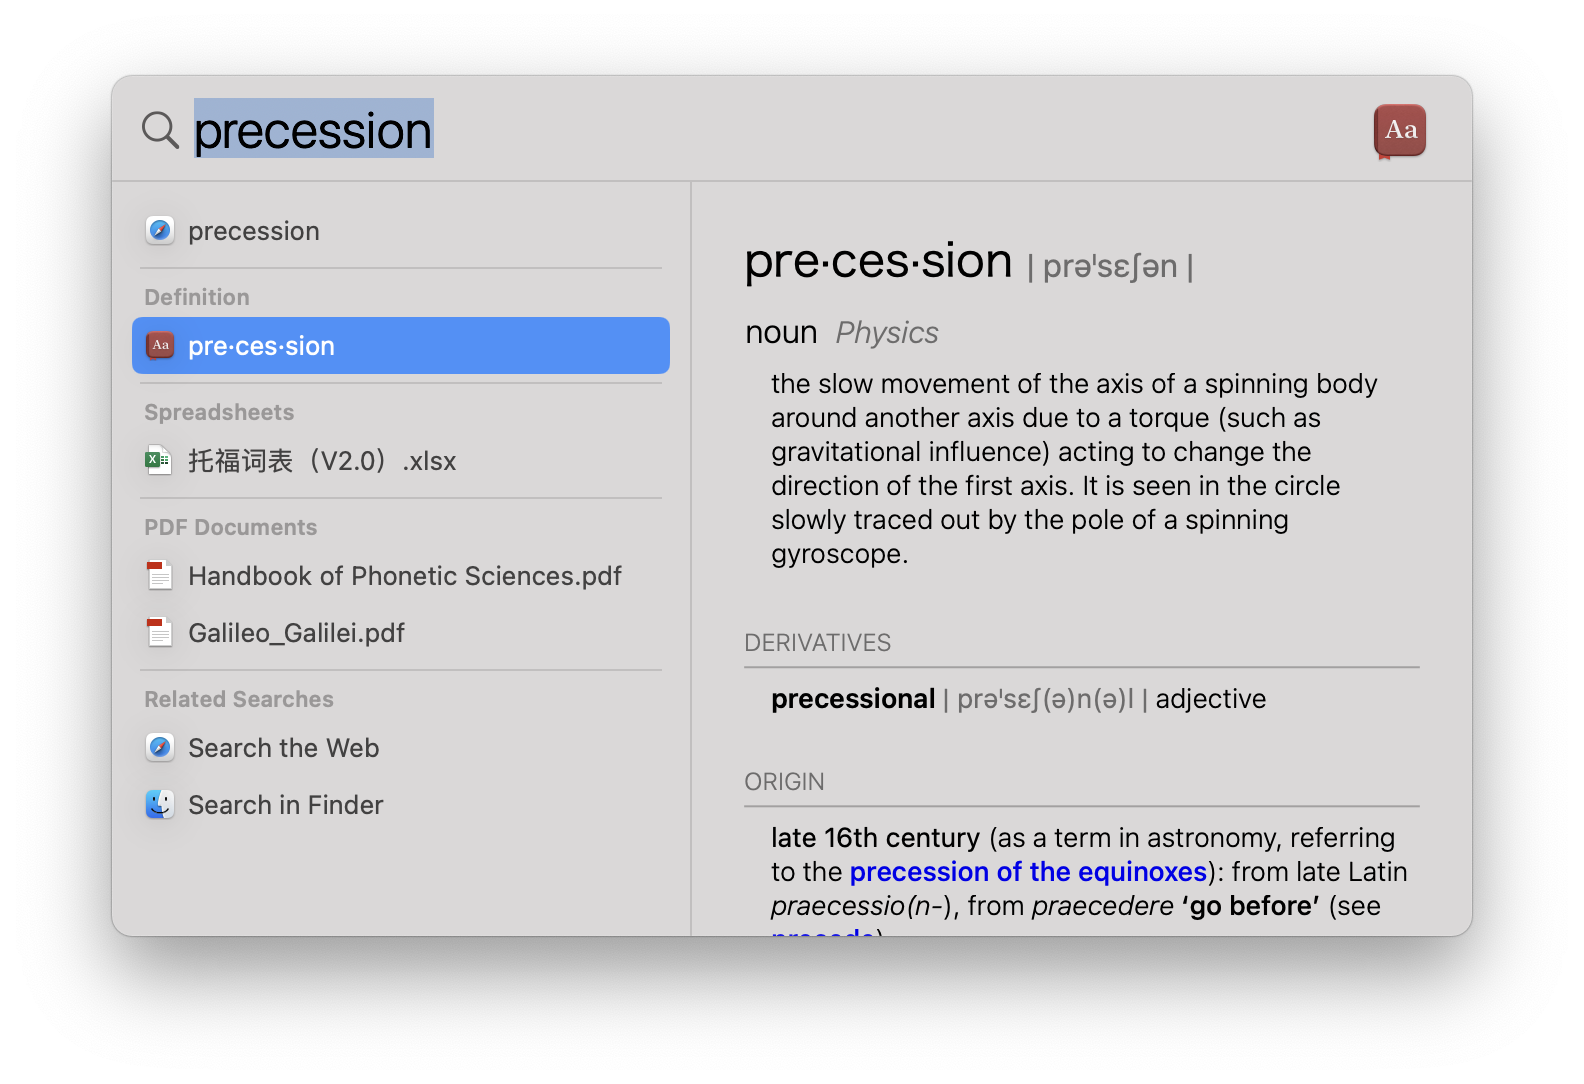 precession
Aa
precession
Definition
Aa pre·ces·sion
Spreadsheets
托福词表（V2.0）.xlsx
PDF Documents
Handbook of Phonetic Sciences.pdf
Galileo_Galilei.pdf
Related Searches
Search the Web
Search in Finder
pre·ces·sion | prəˈsɛʃən |
noun Physics
the slow movement of the axis of a spinning body
around another axis due to a torque (such as
gravitational influence) acting to change the
direction of the first axis. It is seen in the circle
slowly traced out by the pole of a spinning
gyroscope.
DERIVATIVES
precessional | prəˈsɛʃ(ə)n(ə)l | adjective
ORIGIN
late 16th century (as a term in astronomy, referring
to the precession of the equinoxes): from late Latin
praecessio(n-), from praecedere ‘go before’ (see